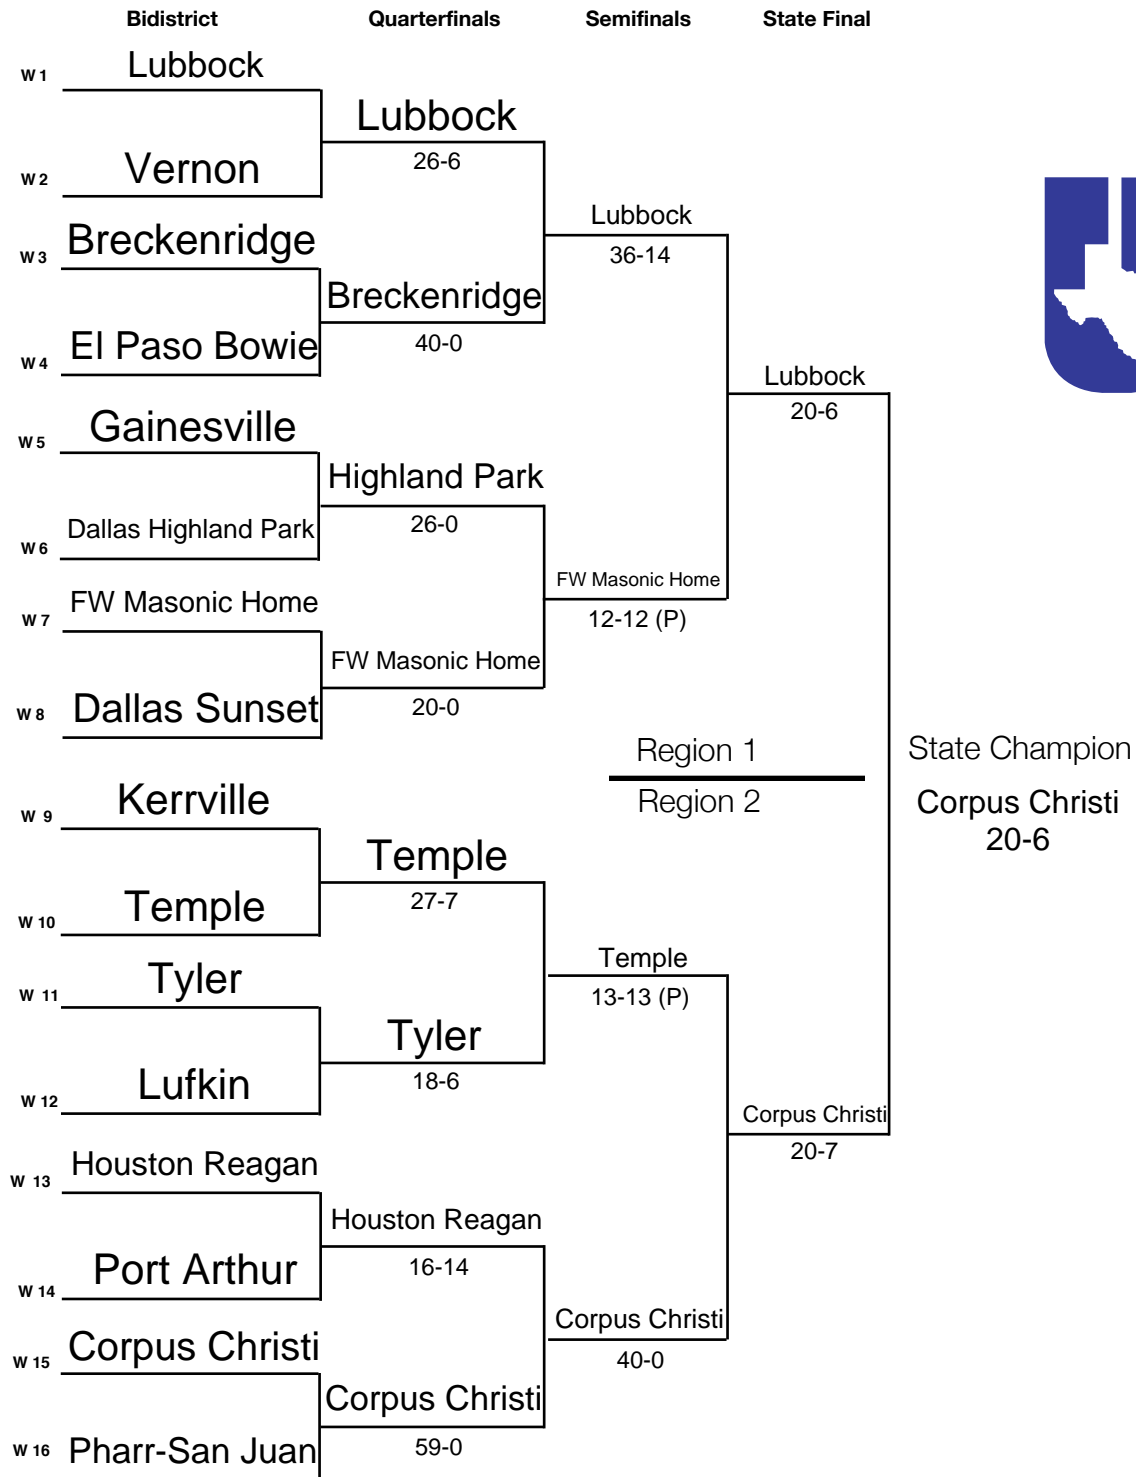 Bidistrict Quarterfinals Semifinals State Final
W 1 Lubbock
Lubbock
26-6
W 2 Vernon
Lubbock
36-14
W 3 Breckenridge
Breckenridge
40-0
W 4 El Paso Bowie
Lubbock
20-6
W 5 Gainesville
Highland Park
26-0
W 6 Dallas Highland Park
FW Masonic Home
12-12 (P)
W 7 FW Masonic Home
FW Masonic Home
20-0
W 8 Dallas Sunset
Region 1
Region 2
State Champion
Corpus Christi
20-6
W 9 Kerrville
Temple
27-7
W 10 Temple
Temple
13-13 (P)
W 11 Tyler
Tyler
18-6
W 12 Lufkin
Corpus Christi
20-7
W 13 Houston Reagan
Houston Reagan
16-14
W 14 Port Arthur
Corpus Christi
40-0
W 15 Corpus Christi
Corpus Christi
59-0
W 16 Pharr-San Juan